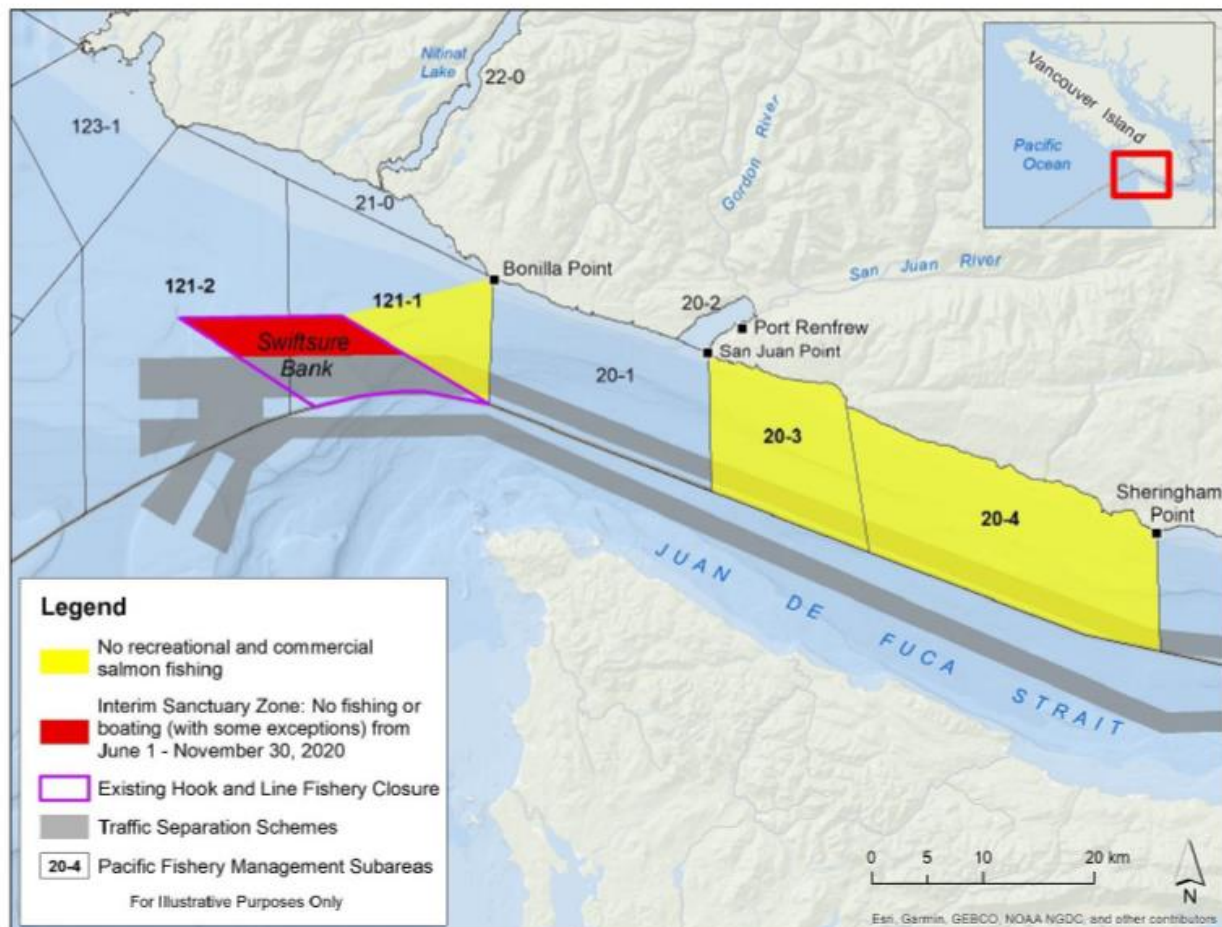 Nitinat
Lake
22-0
123-1
Vancouver Island
Pacific
Ocean
Gordon River
21-0
121-2
121-1
Bonilla Point
San Juan River
20-2
Port Renfrew
San Juan Point
Swiftsure
Bank
20-1
20-3
20-4
Sheringham
Point
JUAN DE FUCA STRAIT
Legend
No recreational and commercial
salmon fishing
Interim Sanctuary Zone: No fishing or
boating (with some exceptions) from
June 1 - November 30, 2020
Existing Hook and Line Fishery Closure
Traffic Separation Schemes
20-4 Pacific Fishery Management Subareas
For Illustrative Purposes Only
0 5 10 20 km
N
Esri, Garmin, GEBCO, NOAA NGDC, and other contributors